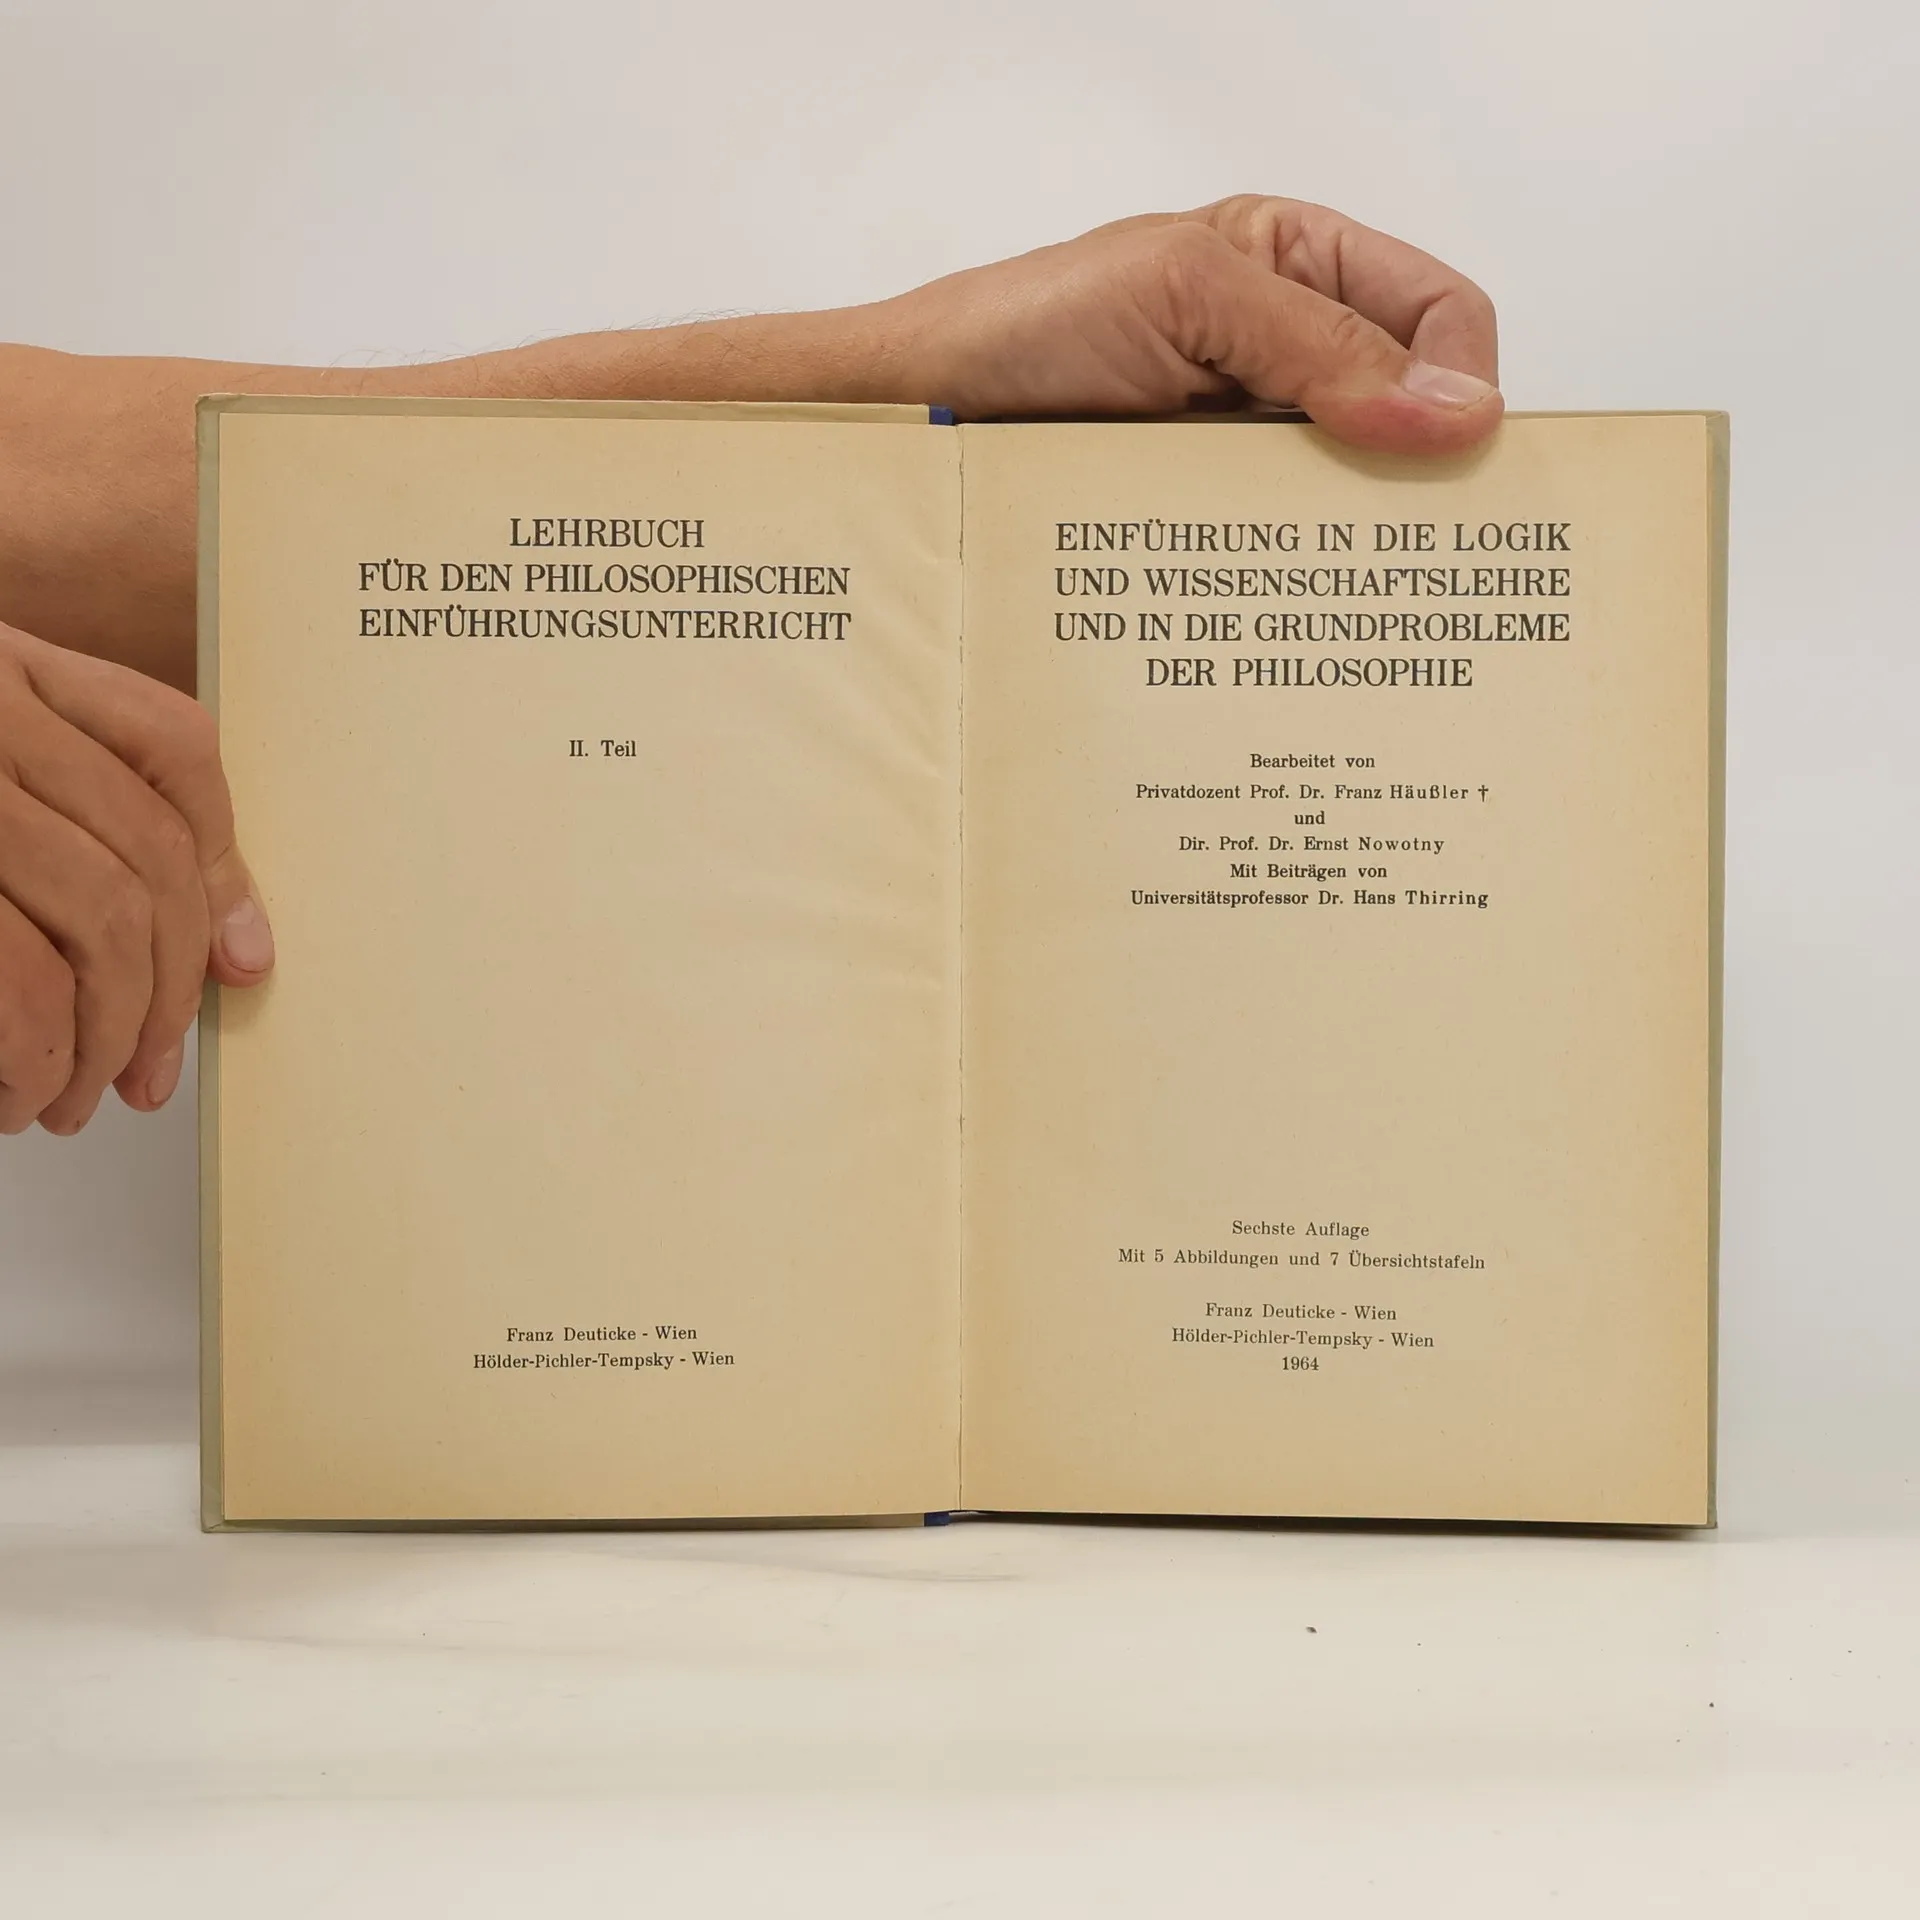 LEHRBUCH
FÜR DEN PHILOSOPHISCHEN
EINFÜHRUNGSUNTERRICHT
II. Teil
Franz Deuticke - Wien
Hölder-Pichler-Tempsky - Wien
EINFÜHRUNG IN DIE LOGIK
UND WISSENSCHAFTSLEHRE
UND IN DIE GRUNDPROBLEME
DER PHILOSOPHIE
Bearbeitet von
Privatdozent Prof. Dr. Franz Häußler †
und
Dir. Prof. Dr. Ernst Nowotny
Mit Beiträgen von
Universitätsprofessor Dr. Hans Thirring
Sechste Auflage
Mit 5 Abbildungen und 7 Übersichtstafeln
Franz Deuticke - Wien
Hölder-Pichler-Tempsky - Wien
1964